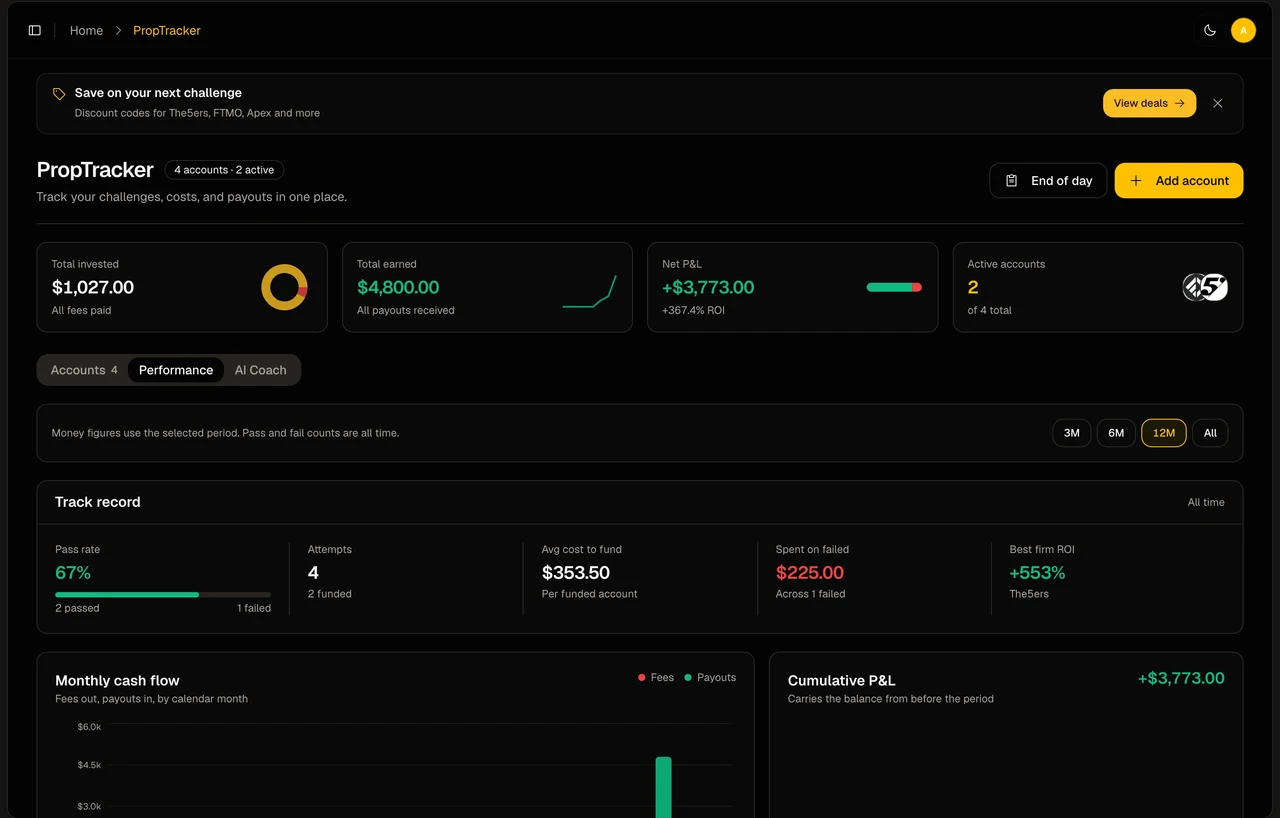 Home > PropTracker
A
Save on your next challenge
Discount codes for The5ers, FTMO, Apex and more
View deals →
PropTracker
4 accounts · 2 active
Track your challenges, costs, and payouts in one place.
End of day
+ Add account
Total invested
$1,027.00
All fees paid
Total earned
$4,800.00
All payouts received
Net P&L
+$3,773.00
+367.4% ROI
Active accounts
2
of 4 total
5
Accounts 4
Performance
AI Coach
Money figures use the selected period. Pass and fail counts are all time.
3M
6M
12M
All
Track record
All time
Pass rate
67%
2 passed
1 failed
Attempts
4
2 funded
Avg cost to fund
$353.50
Per funded account
Spent on failed
$225.00
Across 1 failed
Best firm ROI
+553%
The5ers
Monthly cash flow
Fees out, payouts in, by calendar month
Fees
Payouts
$6.0k
$4.5k
$3.0k
Cumulative P&L
Carries the balance from before the period
+$3,773.00